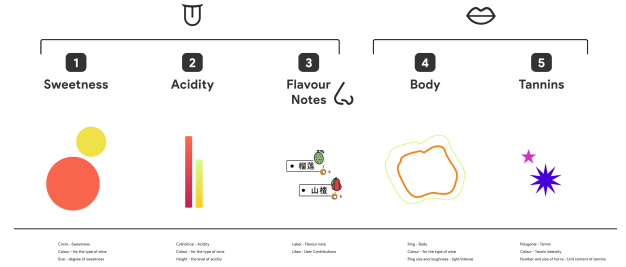 1
Sweetness
2
Acidity
3
Flavour
Notes
4
Body
5
Tannins
榴莲
山楂
Circle - Sweetness
Colour - for the type of wine
Size - degree of sweetness
Cylindrical - Acidity
Colour - for the type of wine
Height - the level of acidity
Label - Flavour note
Likes - User Contributions
Ring - Body
Colour - for the type of wine
Ring size and roughness - light/intense
Polygonal - Tannin
Colour - Tannin intensity
Number and size of horns - Unit content of tannins